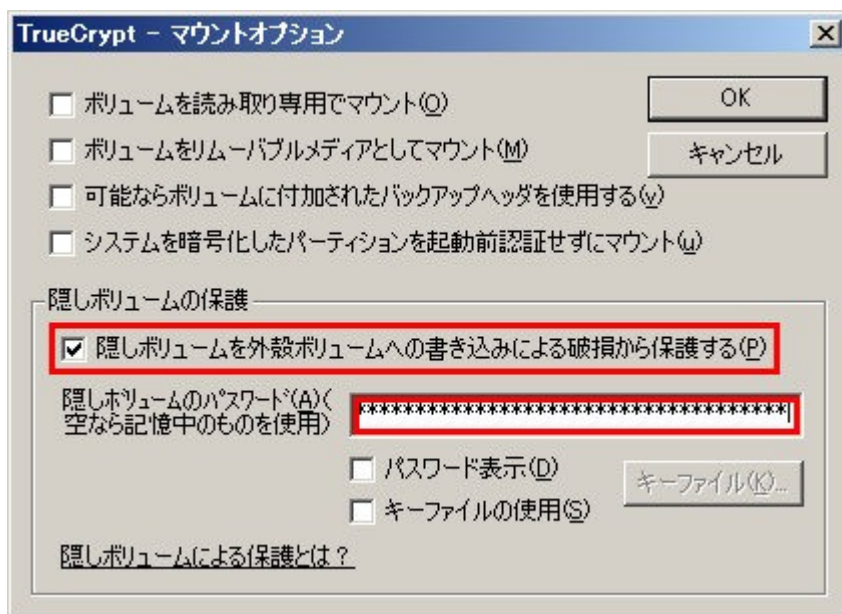 TrueCrypt - マウントオプション
ボリュームを読み取り専用でマウント(O)
OK
ボリュームをリムーバブルメディアとしてマウント(M)
キャンセル
可能ならボリュームに付加されたバックアップヘッダを使用する(v)
システムを暗号化したパーティションを起動前認証せずにマウント(u)
隠しボリュームの保護
隠しボリュームを外殻ボリュームへの書き込みによる破損から保護する(P)
隠しボリュームのパスワード(A)(
空なら記憶中のものを使用)
****************************************
パスワード表示(D)
キーファイル(K)...
キーファイルの使用(S)
隠しボリュームによる保護とは?